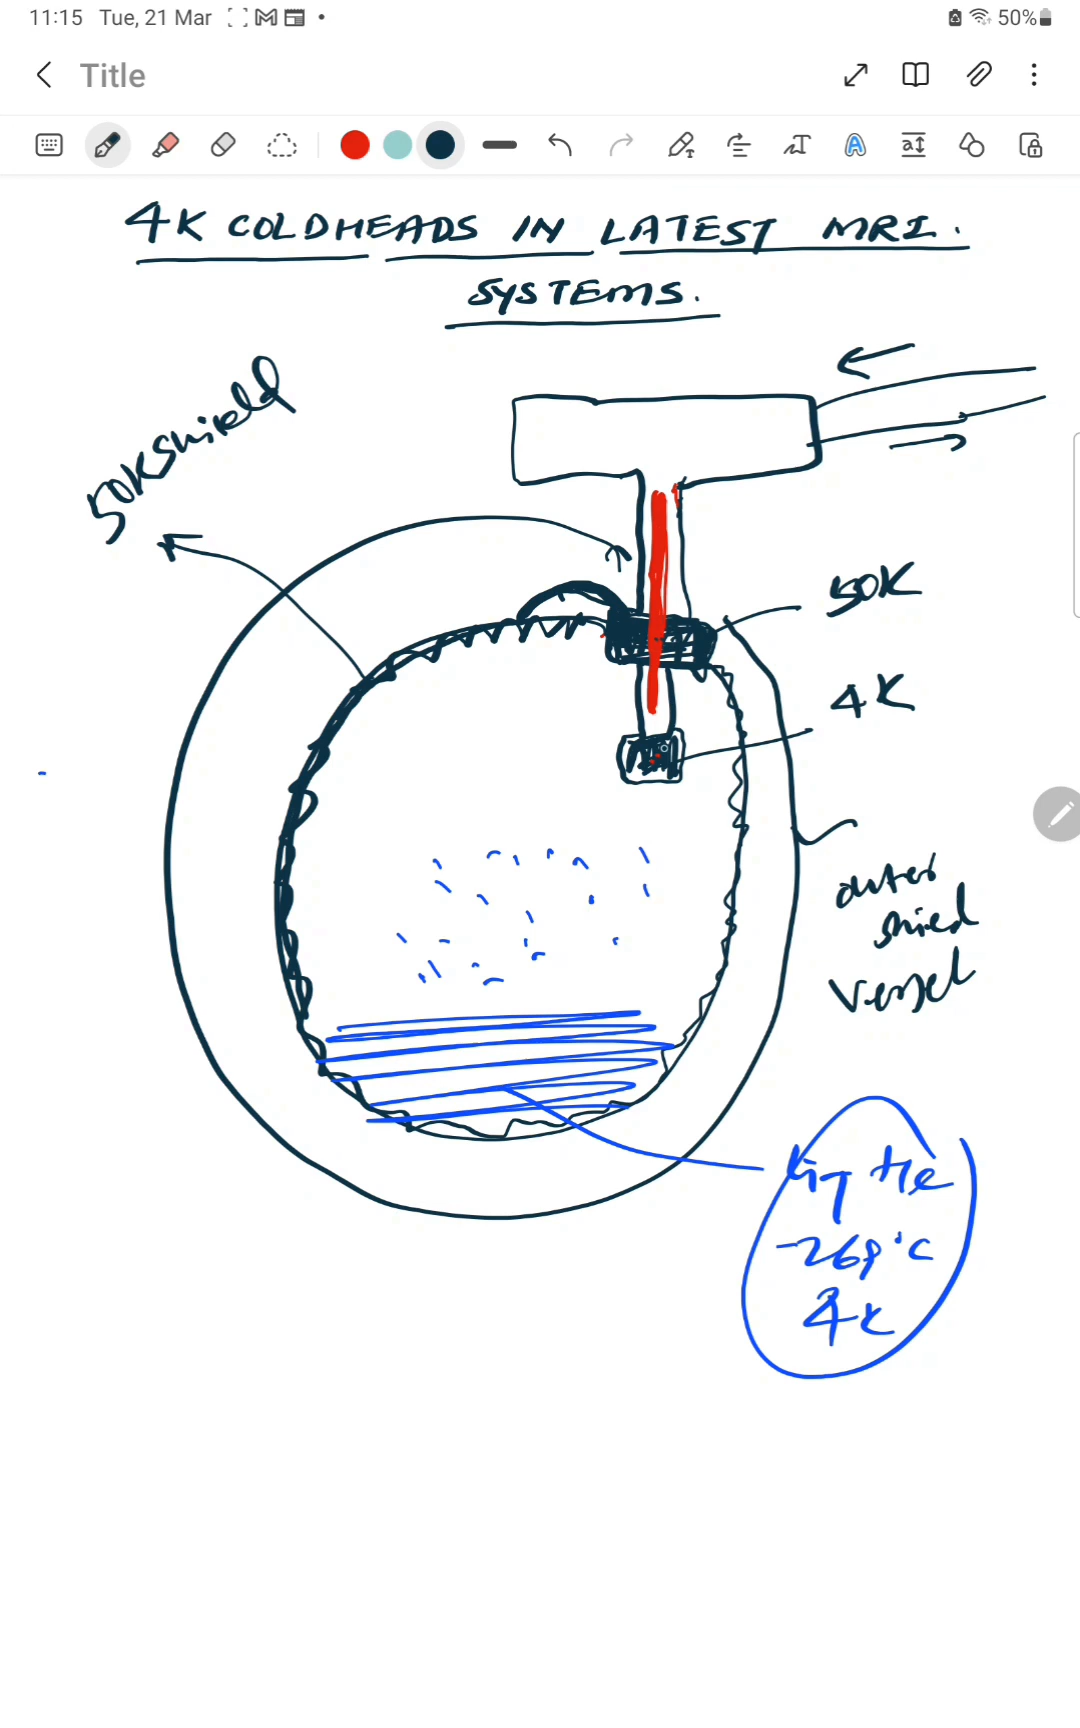 11:15 Tue, 21 Mar
50%
Title
4K COLDHEADS IN LATEST MRI.
SYSTEMS.
50K shield
50K
4K
outer
shied
vessel
liq He
-269°C
4K